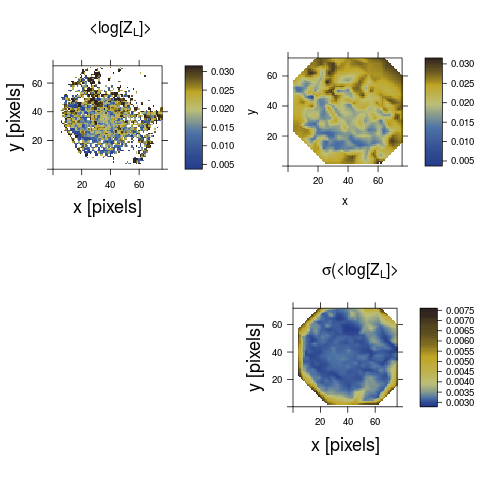 <log[Z_L]>
60
40
20
20 40 60
x [pixels]
y [pixels]
0.030
0.025
0.020
0.015
0.010
0.005
60
40
20
20 40 60
x
y
0.030
0.025
0.020
0.015
0.010
0.005
σ(<log[Z_L]>
60
40
20
20 40 60
x [pixels]
y [pixels]
0.0075
0.0070
0.0065
0.0060
0.0055
0.0050
0.0045
0.0040
0.0035
0.0030